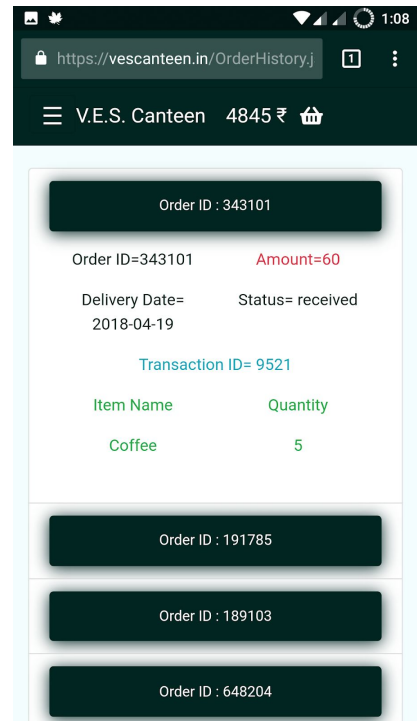 1:08
https://vescanteen.in/OrderHistory.j 1
V.E.S. Canteen 4845 ₹
Order ID : 343101
Order ID=343101 Amount=60
Delivery Date= Status= received
2018-04-19
Transaction ID= 9521
Item Name Quantity
Coffee 5
Order ID : 191785
Order ID : 189103
Order ID : 648204